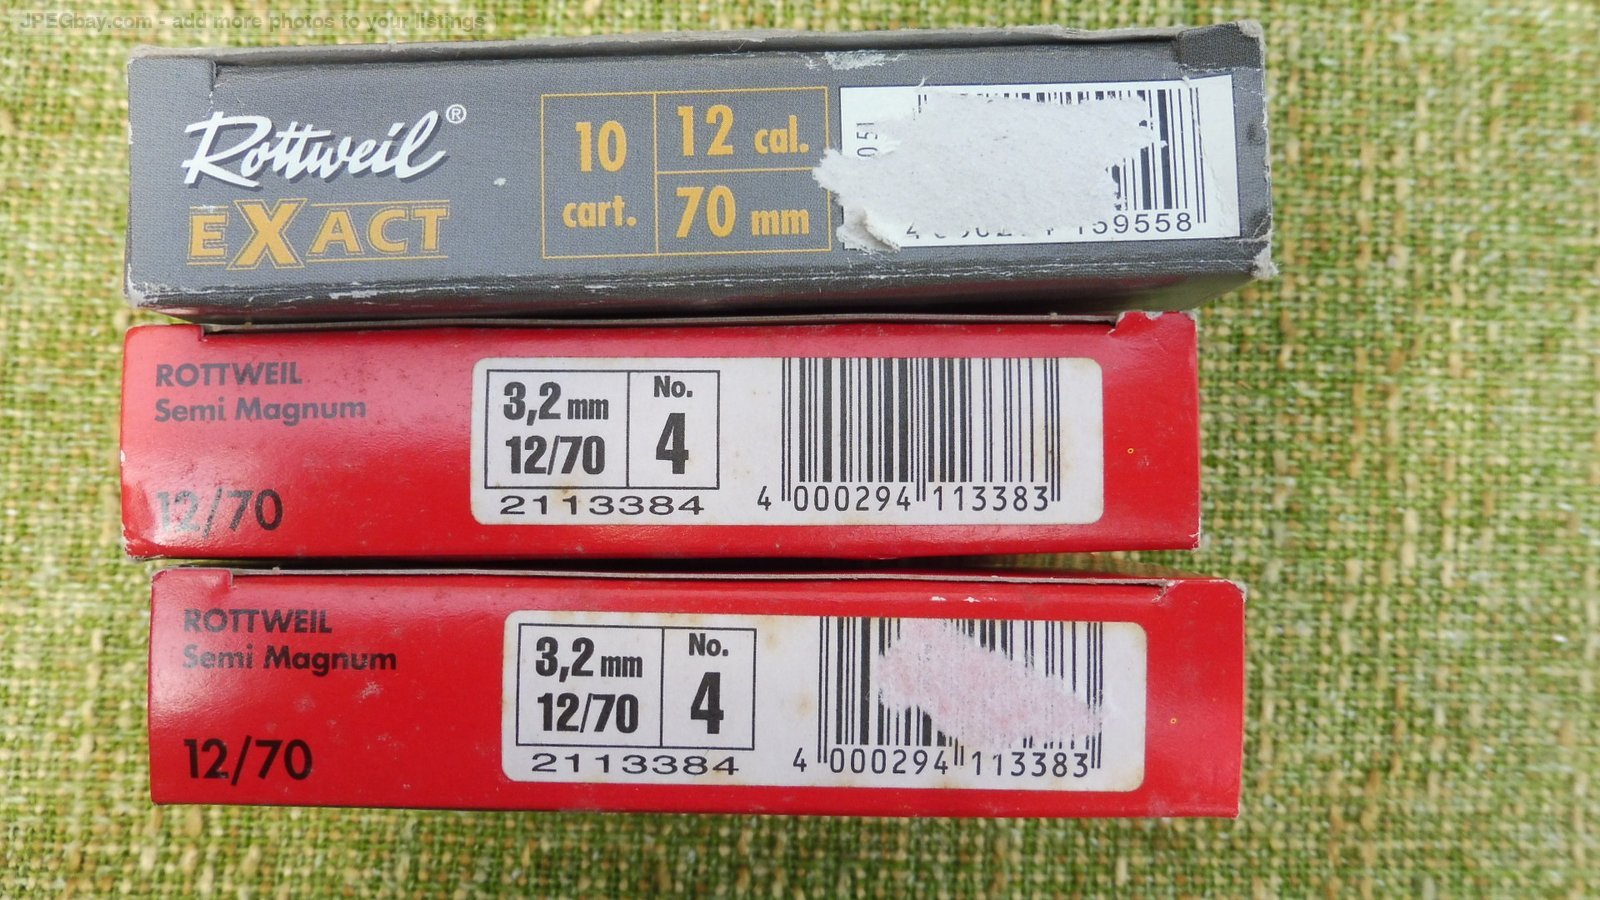 JPEGbay.com - add more photos to your listings
Rottweil®
EXACT
10
cart.
12 cal.
70 mm
159558
ROTTWEIL
Semi Magnum
12/70
3,2 mm
12/70
No.
4
2113384
4 000294 113383
ROTTWEIL
Semi Magnum
12/70
3,2 mm
12/70
No.
4
2113384
4 000294 113383